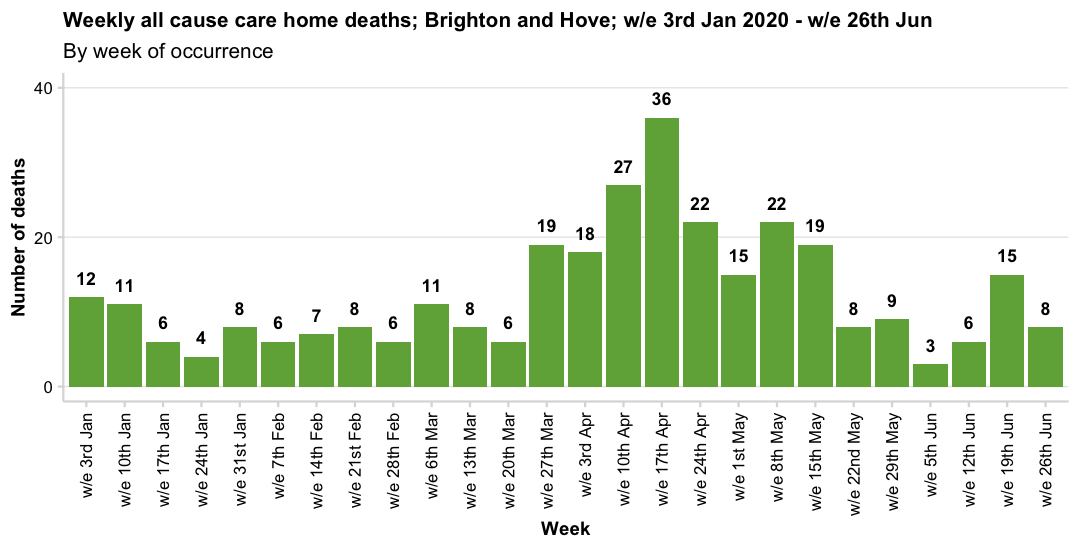 Weekly all cause care home deaths; Brighton and Hove; w/e 3rd Jan 2020 - w/e 26th Jun
By week of occurrence
Number of deaths
40
20
0
12
11
6
4
8
6
7
8
6
11
8
6
19
18
27
36
22
15
22
19
8
9
3
6
15
8
w/e 3rd Jan
w/e 10th Jan
w/e 17th Jan
w/e 24th Jan
w/e 31st Jan
w/e 7th Feb
w/e 14th Feb
w/e 21st Feb
w/e 28th Feb
w/e 6th Mar
w/e 13th Mar
w/e 20th Mar
w/e 27th Mar
w/e 3rd Apr
w/e 10th Apr
w/e 17th Apr
w/e 24th Apr
w/e 1st May
w/e 8th May
w/e 15th May
w/e 22nd May
w/e 29th May
w/e 5th Jun
w/e 12th Jun
w/e 19th Jun
w/e 26th Jun
Week